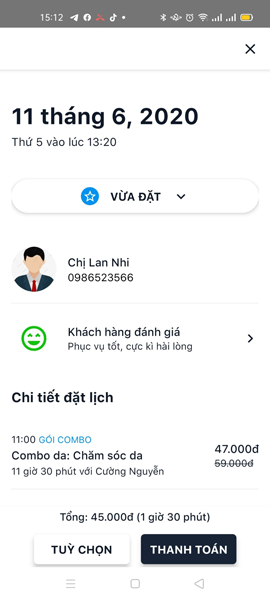 15:12
11 tháng 6, 2020
Thứ 5 vào lúc 13:20
VỪA ĐẶT
Chị Lan Nhi
0986523566
Khách hàng đánh giá
Phục vụ tốt, cực kì hài lòng
Chi tiết đặt lịch
11:00 GÓI COMBO
47.000đ
Combo da: Chăm sóc da
59.000đ
11 giờ 30 phút với Cường Nguyễn
Tổng: 45.000đ (1 giờ 30 phút)
TUỲ CHỌN
THANH TOÁN